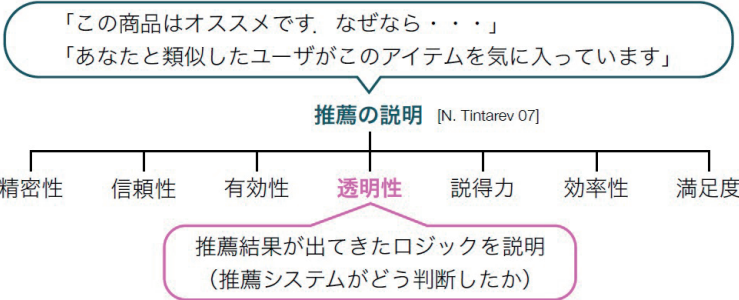 「この商品はオススメです．なぜなら・・・」
「あなたと類似したユーザがこのアイテムを気に入っています」
推薦の説明 [N. Tintarev 07]
精密性 信頼性 有効性 透明性 説得力 効率性 満足度
推薦結果が出てきたロジックを説明
（推薦システムがどう判断したか）